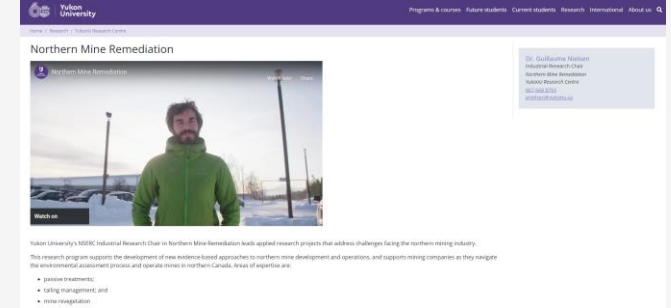 Yukon
University
Programs & courses Future students Current students Research International About us
Home / Research / YukonU Research Centre
Northern Mine Remediation
Northern Mine Remediation
Watch later Share
Watch on
Dr. Guillaume Nielsen
Industrial Research Chair
Northern Mine Remediation
YukonU Research Centre
Yukon University's NSERC Industrial Research Chair in Northern Mine Remediation leads applied research projects that address challenges facing the northern mining industry.
This research program supports the development of new evidence-based approaches to northern mine development and operations, and supports mining companies as they navigate
the environmental assessment process and operate mines in northern Canada. Areas of expertise are:
• passive treatments;
• tailing management; and
• mine revegetation